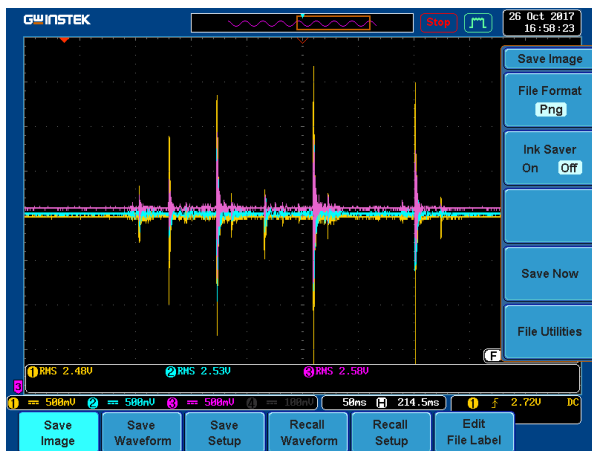 GWINSTEK
Stop
26 Oct 2017
16:58:23
Save Image
File Format
Png
Ink Saver
On Off
Save Now
File Utilities
F
1 RMS 2.48V 2 RMS 2.53V 3 RMS 2.58V
3
1 500mV 2 500mV 3 500mV 4 100mV 50ms H 214.5ms 1 2.72V DC
Save Image
Save Waveform
Save Setup
Recall Waveform
Recall Setup
Edit File Label